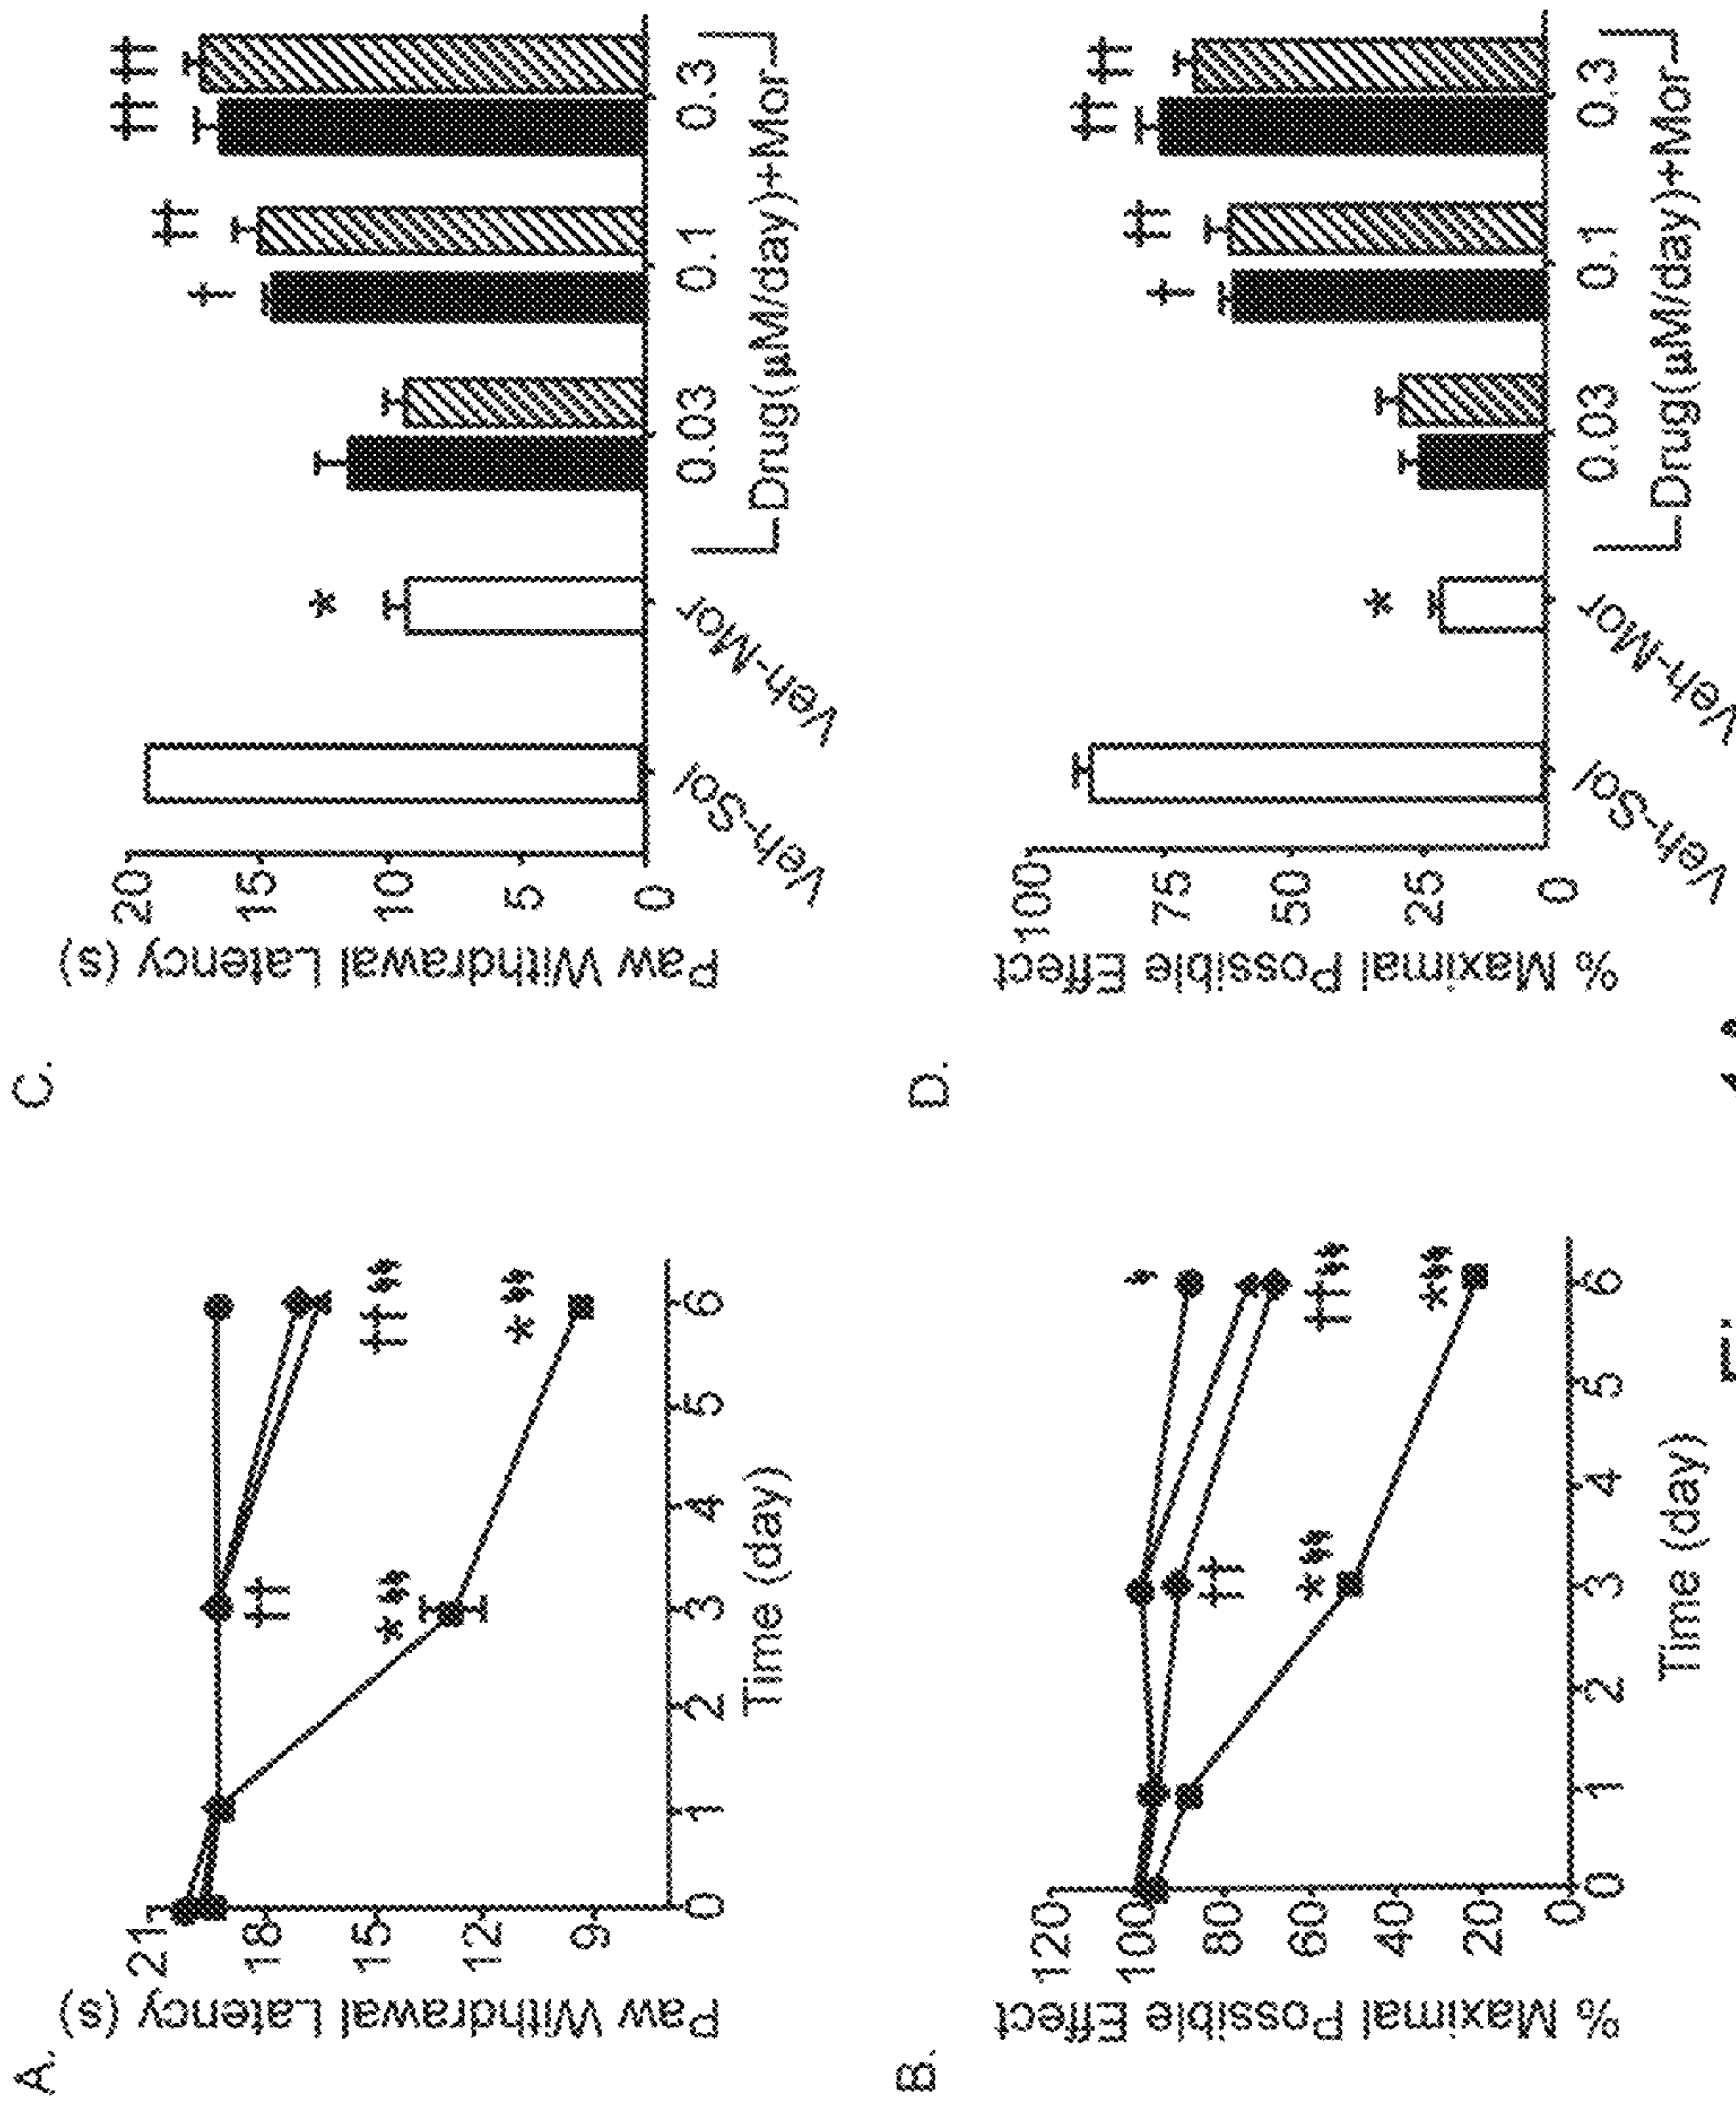 A.
Paw Withdrawal Latency (s)
21
18
15
12
9
0 1 2 3 4 5 6
Time (day)
*
††
*
††
B.
% Maximal Possible Effect
120
100
80
60
40
20
0
0 1 2 3 4 5 6
Time (day)
*
††
*
††
C.
Paw Withdrawal Latency (s)
20
15
10
5
0
* † †† †† ††
Veh-Sol Veh-Mor 0.03 0.1 0.3
Drug(µM/day)+Mor
D.
% Maximal Possible Effect
100
75
50
25
0
* † †† †† ††
Veh-Sol Veh-Mor 0.03 0.1 0.3
Drug(µM/day)+Mor